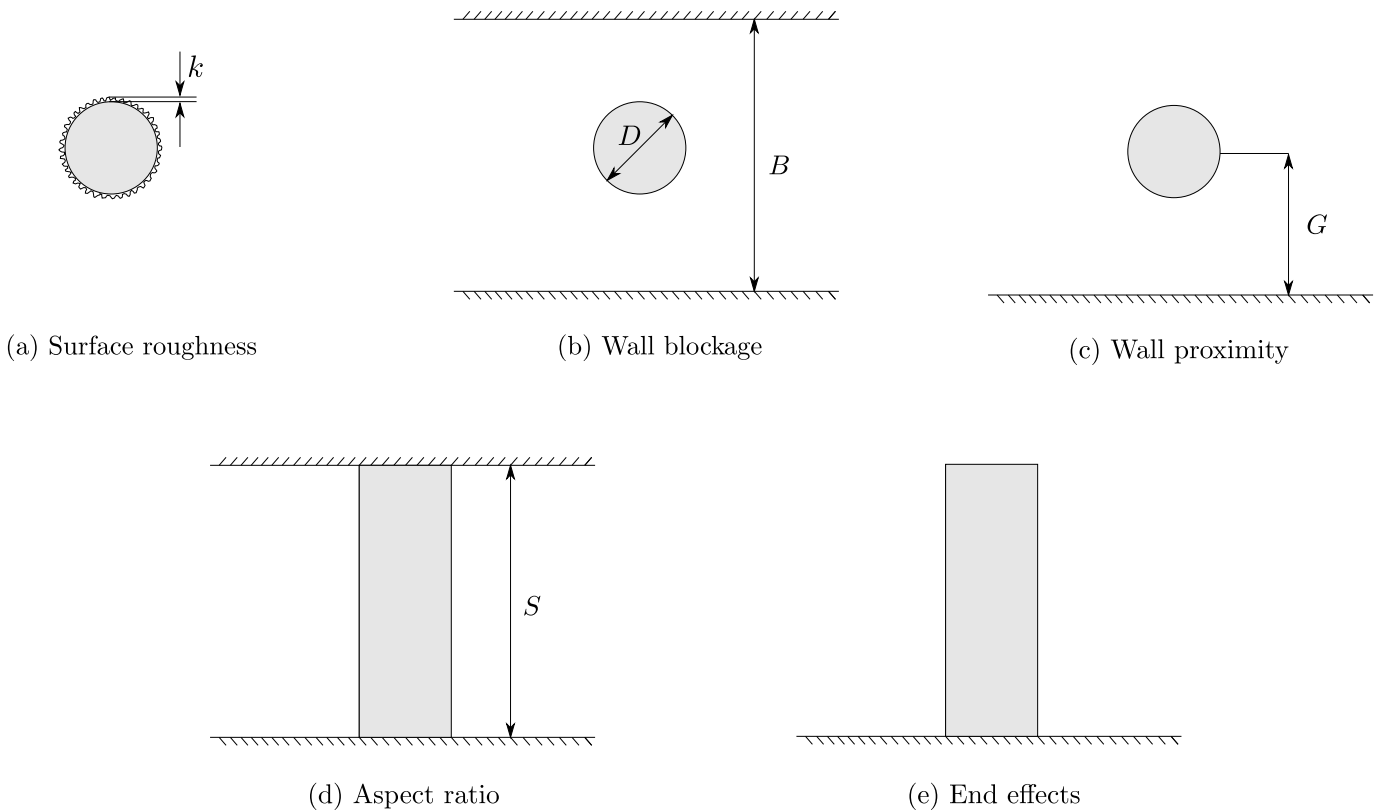 k
D
B
G
(a) Surface roughness
(b) Wall blockage
(c) Wall proximity
S
(d) Aspect ratio
(e) End effects